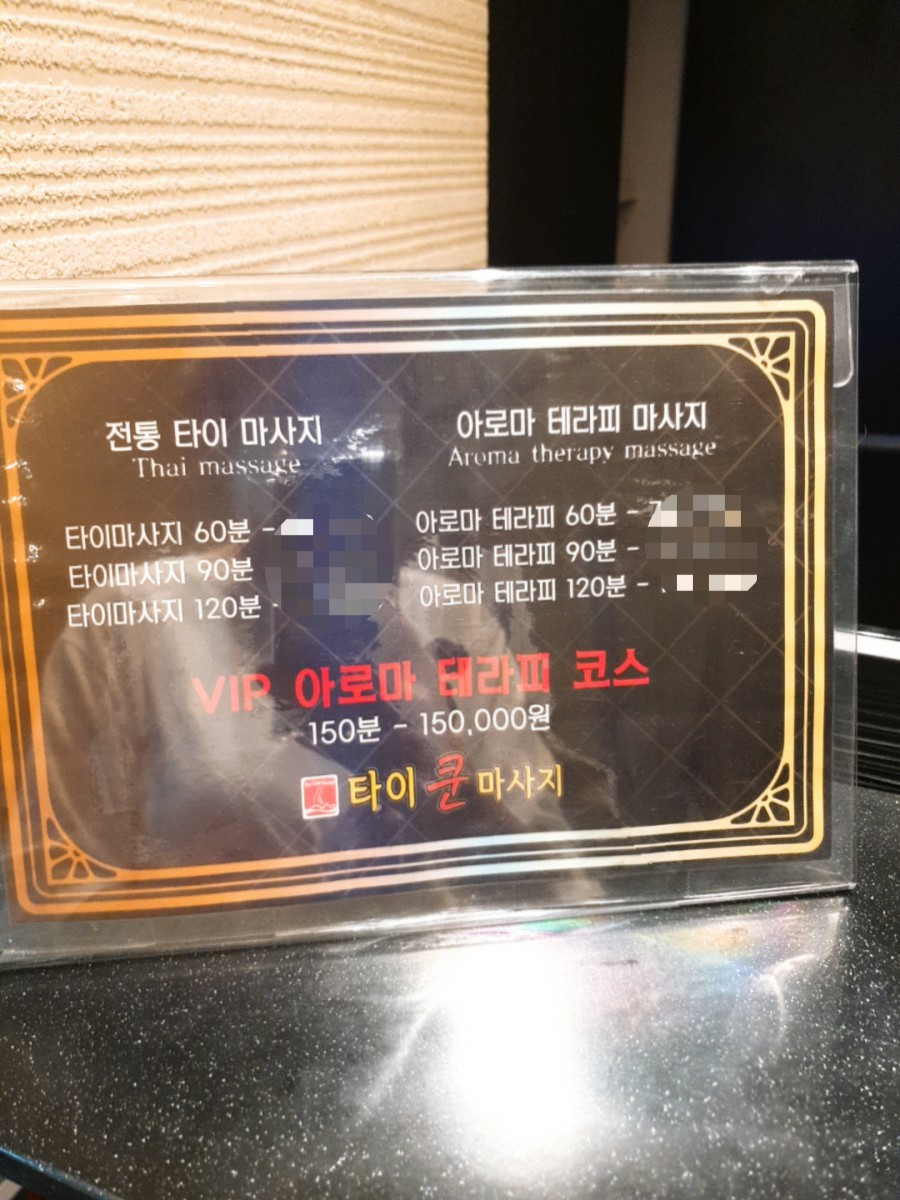 전통 타이 마사지
Thai massage
타이마사지 60분 -
타이마사지 90분
타이마사지 120분
아로마 테라피 마사지
Aroma therapy massage
아로마 테라피 60분 -
아로마 테라피 90분 -
아로마 테라피 120분 -
VIP 아로마 테라피 코스
150분 - 150,000원
타이 쿤 마사지